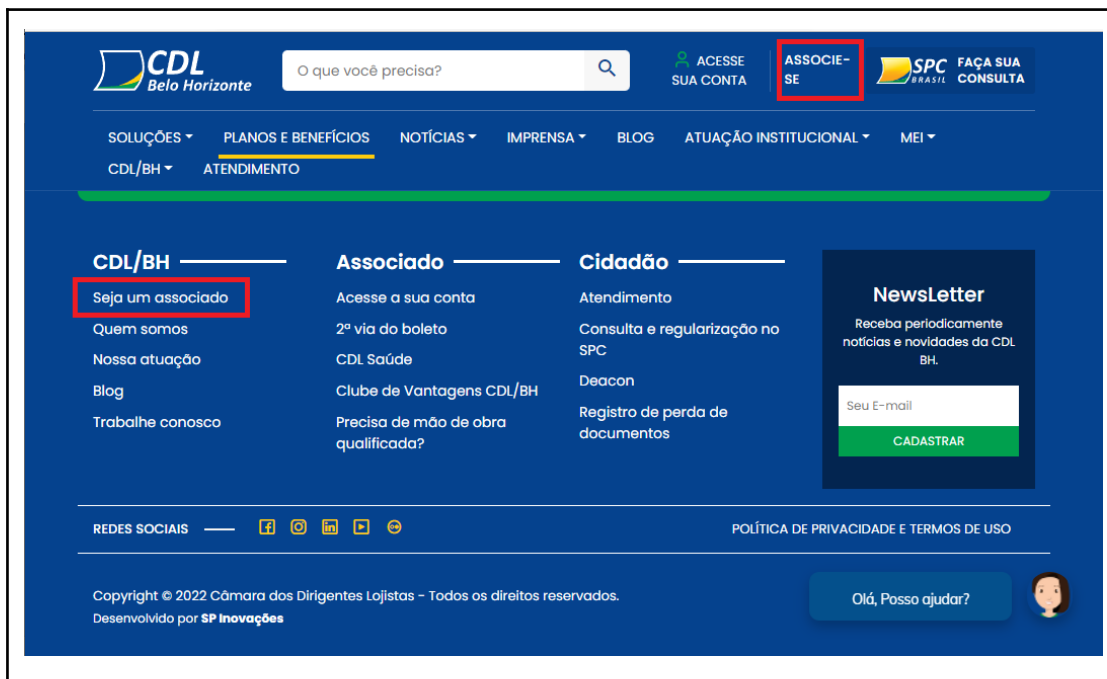 CDL
Belo Horizonte
O que você precisa?
ACESSE
SUA CONTA
ASSOCIE-
SE
SPC
BRASIL
FAÇA SUA
CONSULTA
SOLUÇÕES
PLANOS E BENEFÍCIOS
NOTÍCIAS
IMPRENSA
BLOG
ATUAÇÃO INSTITUCIONAL
MEI
CDL/BH
ATENDIMENTO
CDL/BH
Seja um associado
Quem somos
Nossa atuação
Blog
Trabalhe conosco
Associado
Acesse a sua conta
2ª via do boleto
CDL Saúde
Clube de Vantagens CDL/BH
Precisa de mão de obra
qualificada?
Cidadão
Atendimento
Consulta e regularização no
SPC
Deacon
Registro de perda de
documentos
NewsLetter
Receba periodicamente
notícias e novidades da CDL
BH.
Seu E-mail
CADASTRAR
REDES SOCIAIS
POLÍTICA DE PRIVACIDADE E TERMOS DE USO
Copyright © 2022 Câmara dos Dirigentes Lojistas - Todos os direitos reservados.
Desenvolvido por SP Inovações
Olá, Posso ajudar?